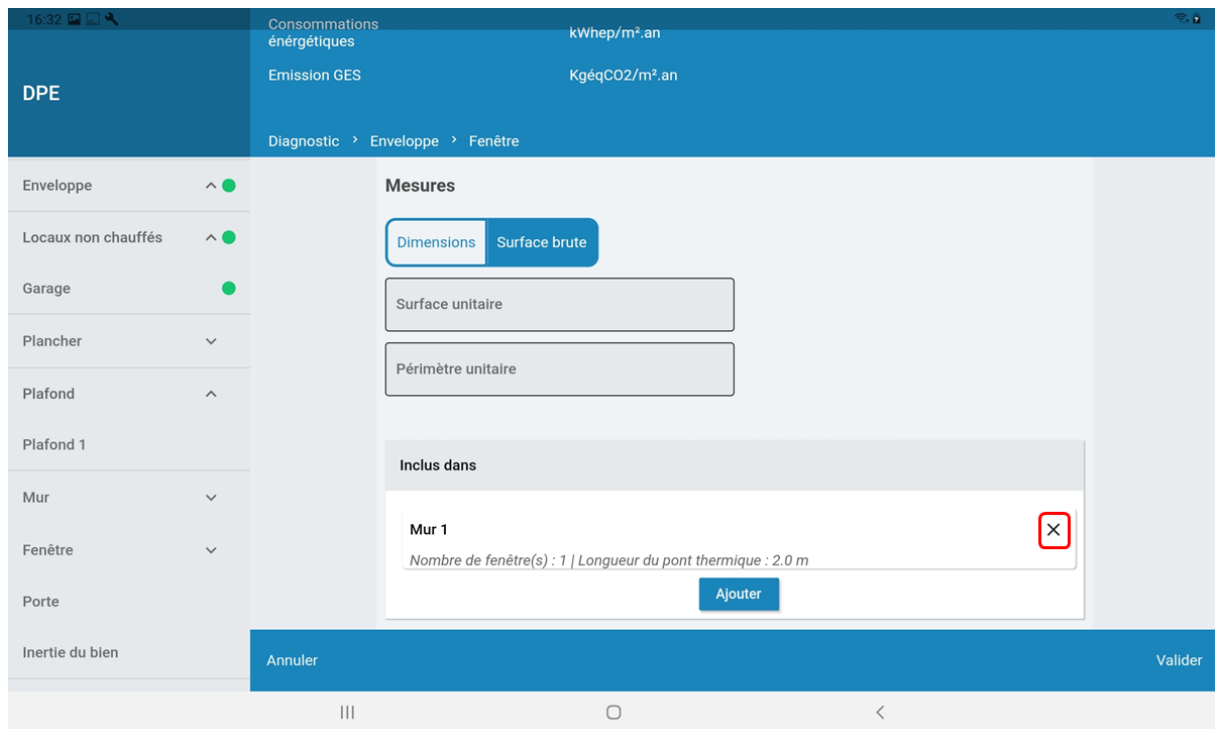 16:32
Consommations
énérgétiques
kWhep/m².an
Emission GES
KgéqCO2/m².an
DPE
Diagnostic > Enveloppe > Fenêtre
Enveloppe
Locaux non chauffés
Garage
Plancher
Plafond
Plafond 1
Mur
Fenêtre
Porte
Inertie du bien
Mesures
Dimensions
Surface brute
Surface unitaire
Périmètre unitaire
Inclus dans
Mur 1
Nombre de fenêtre(s) : 1 | Longueur du pont thermique : 2.0 m
Ajouter
Annuler
Valider